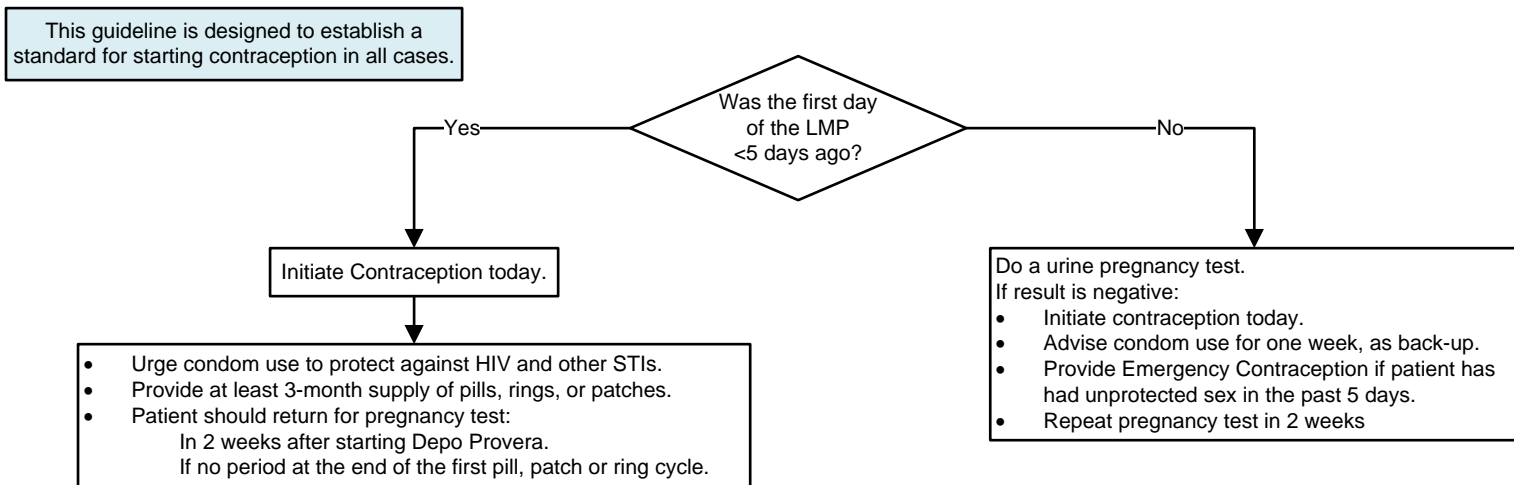 This guideline is designed to establish a
standard for starting contraception in all cases.
Was the first day
of the LMP
<5 days ago?
Yes
No
Initiate Contraception today.
• Urge condom use to protect against HIV and other STIs.
• Provide at least 3-month supply of pills, rings, or patches.
• Patient should return for pregnancy test:
In 2 weeks after starting Depo Provera.
If no period at the end of the first pill, patch or ring cycle.
Do a urine pregnancy test.
If result is negative:
• Initiate contraception today.
• Advise condom use for one week, as back-up.
• Provide Emergency Contraception if patient has
had unprotected sex in the past 5 days.
• Repeat pregnancy test in 2 weeks